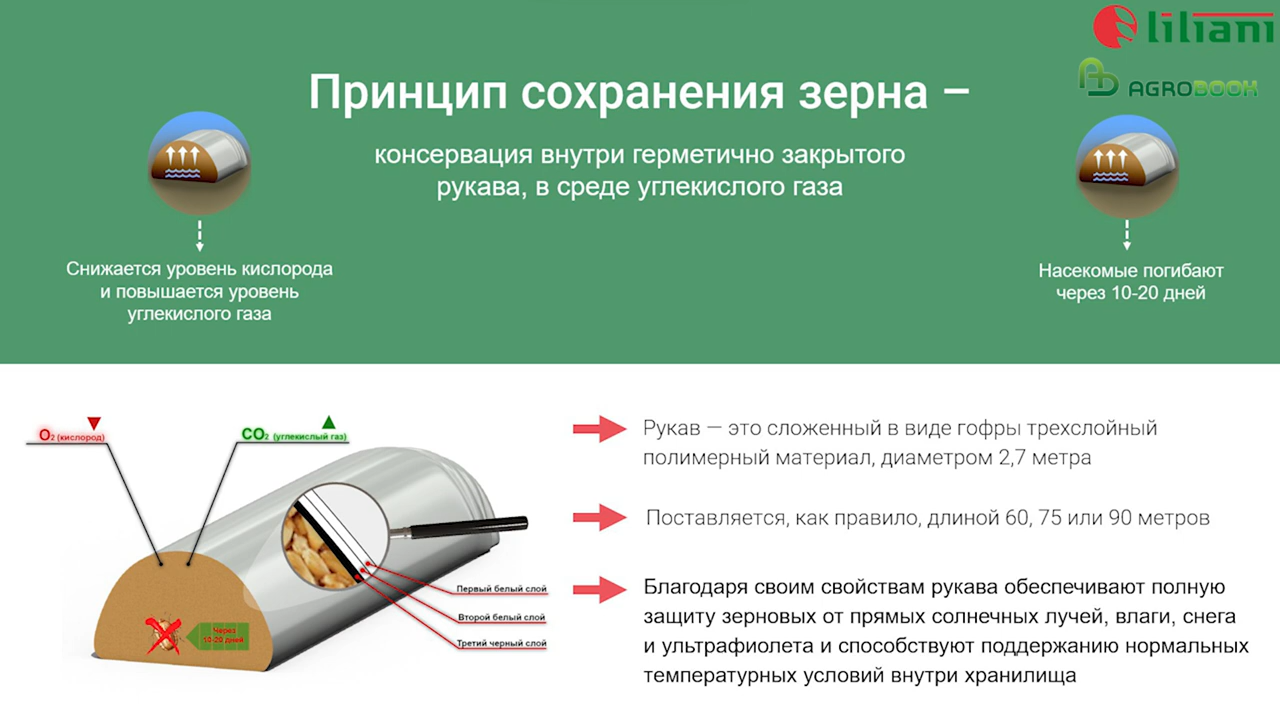 liliani
AGROBOOK
Принцип сохранения зерна –
консервация внутри герметично закрытого
рукава, в среде углекислого газа
Снижается уровень кислорода
и повышается уровень
углекислого газа
Насекомые погибают
через 10-20 дней
O2 (кислород)
CO2 (углекислый газ)
Первый белый слой
Второй белый слой
Третий черный слой
Через
10-20 дней
Рукав — это сложенный в виде гофры трехслойный
полимерный материал, диаметром 2,7 метра
Поставляется, как правило, длиной 60, 75 или 90 метров
Благодаря своим свойствам рукава обеспечивают полную
защиту зерновых от прямых солнечных лучей, влаги, снега
и ультрафиолета и способствуют поддержанию нормальных
температурных условий внутри хранилища